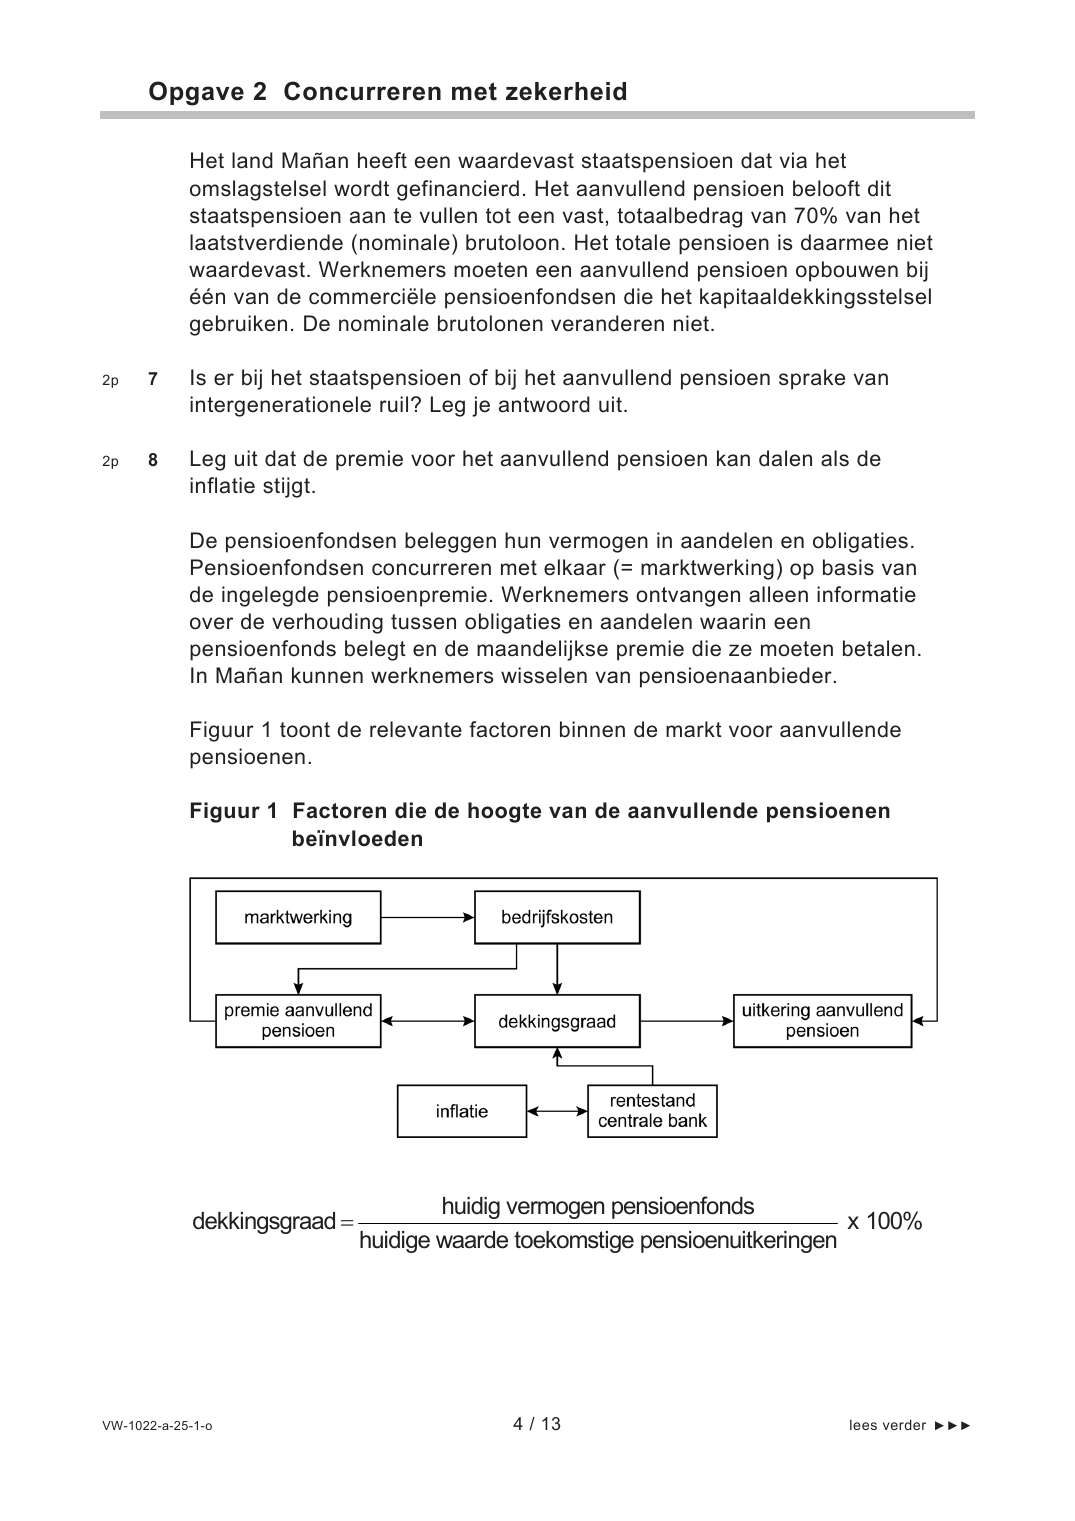 Opgave 2 Concurreren met zekerheid
Het land Mañan heeft een waardevast staatspensioen dat via het
omslagstelsel wordt gefinancierd. Het aanvullend pensioen belooft dit
staatspensioen aan te vullen tot een vast, totaalbedrag van 70% van het
laatstverdiende (nominale) brutoloon. Het totale pensioen is daarmee niet
waardevast. Werknemers moeten een aanvullend pensioen opbouwen bij
één van de commerciële pensioenfondsen die het kapitaaldekkingsstelsel
gebruiken. De nominale brutolonen veranderen niet.
2p 7 Is er bij het staatspensioen of bij het aanvullend pensioen sprake van
intergenerationele ruil? Leg je antwoord uit.
2p 8 Leg uit dat de premie voor het aanvullend pensioen kan dalen als de
inflatie stijgt.
De pensioenfondsen beleggen hun vermogen in aandelen en obligaties.
Pensioenfondsen concurreren met elkaar (= marktwerking) op basis van
de ingelegde pensioenpremie. Werknemers ontvangen alleen informatie
over de verhouding tussen obligaties en aandelen waarin een
pensioenfonds belegt en de maandelijkse premie die ze moeten betalen.
In Mañan kunnen werknemers wisselen van pensioenaanbieder.
Figuur 1 toont de relevante factoren binnen de markt voor aanvullende
pensioenen.
Figuur 1 Factoren die de hoogte van de aanvullende pensioenen
beïnvloeden
marktwerking
bedrijfskosten
premie aanvullend
pensioen
dekkingsgraad
uitkering aanvullend
pensioen
inflatie
rentestand
centrale bank
huidig vermogen pensioenfonds
dekkingsgraad = x 100%
huidige waarde toekomstige pensioenuitkeringen
VW-1022-a-25-1-o 4 / 13 lees verder ►►►